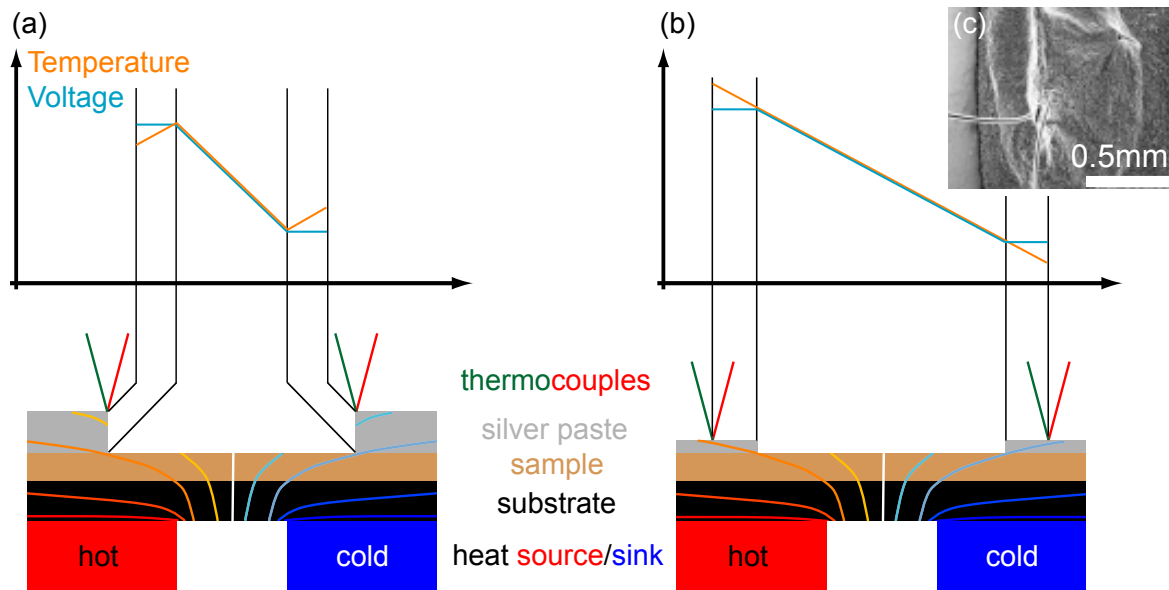 (a)
Temperature
Voltage
(b)
(c)
0.5mm
thermocouples
silver paste
sample
substrate
heat source/sink
hot
cold
hot
cold